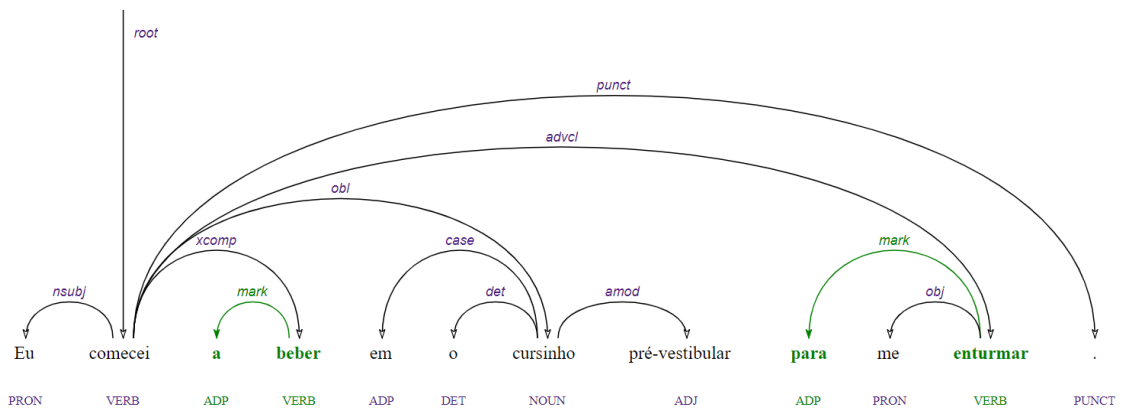 root
punct
advcl
obl
xcomp case mark
nsubj mark det amod obj
Eu comecei a beber em o cursinho pré-vestibular para me enturmar .
PRON VERB ADP VERB ADP DET NOUN ADJ ADP PRON VERB PUNCT